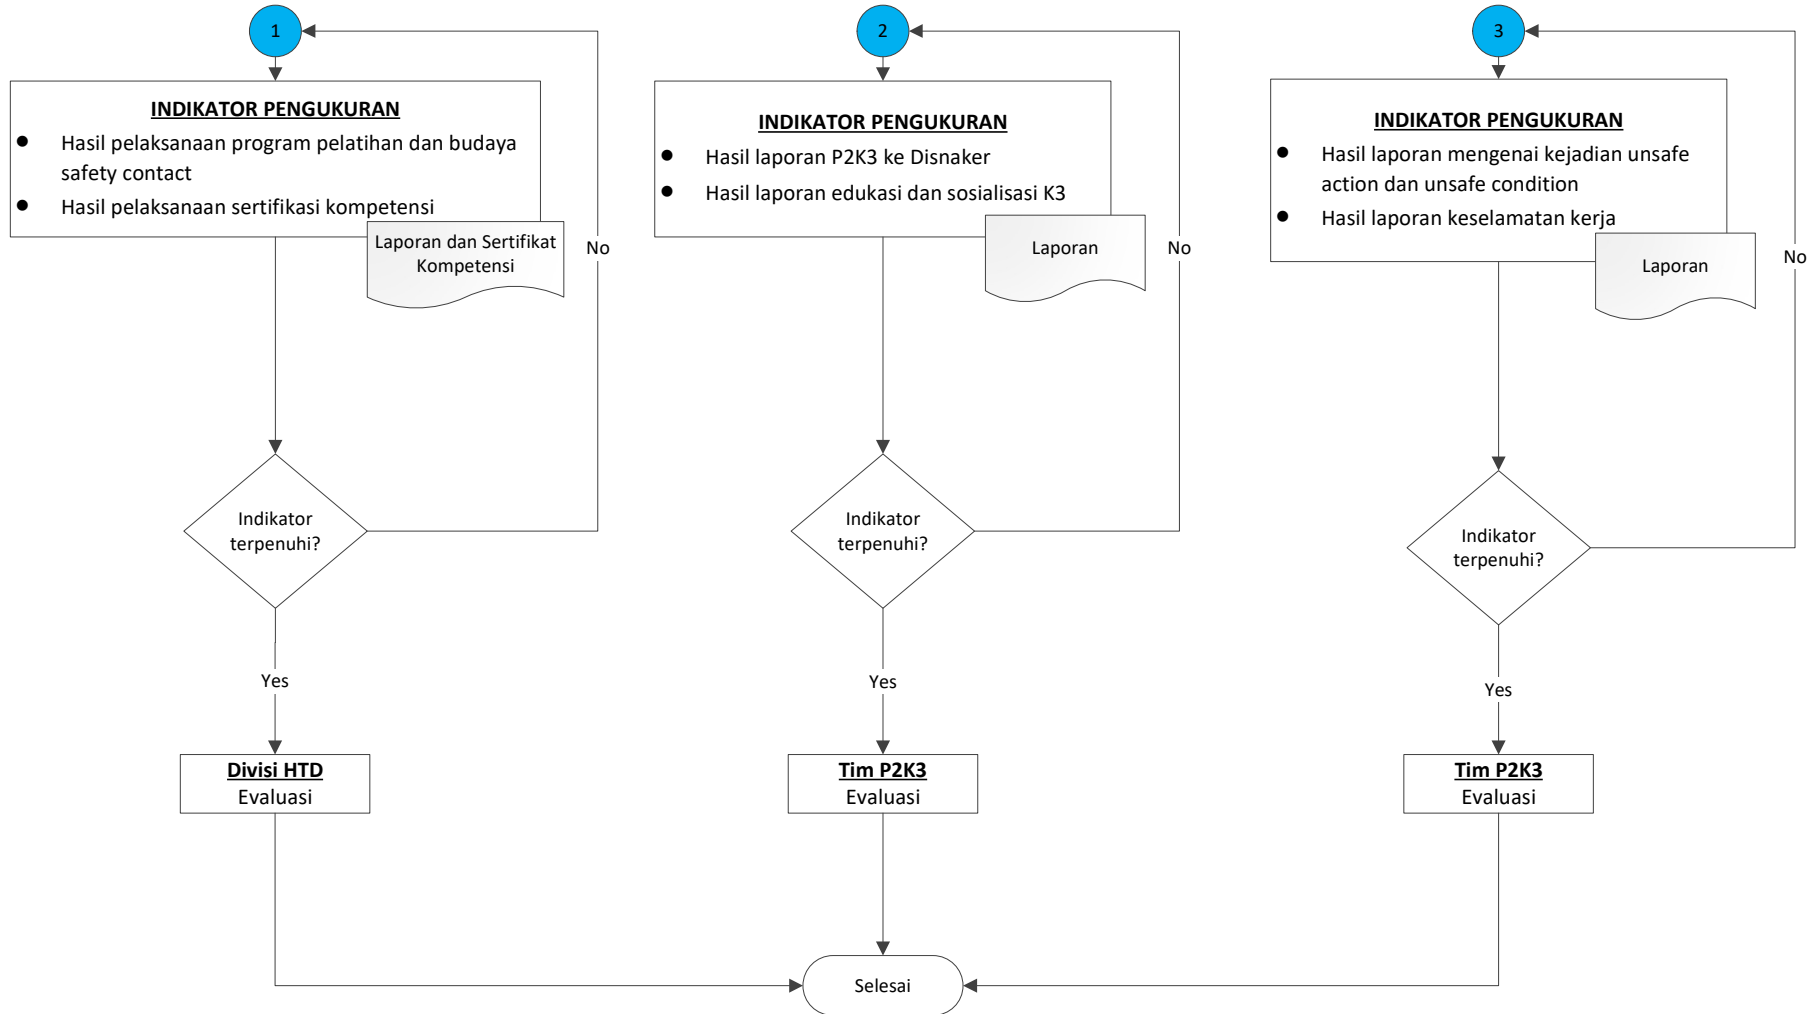 1
INDIKATOR PENGUKURAN
● Hasil pelaksanaan program pelatihan dan budaya
safety contact
● Hasil pelaksanaan sertifikasi kompetensi
Laporan dan Sertifikat
Kompetensi
No
Indikator
terpenuhi?
Yes
Divisi HTD
Evaluasi
2
INDIKATOR PENGUKURAN
● Hasil laporan P2K3 ke Disnaker
● Hasil laporan edukasi dan sosialisasi K3
Laporan
No
Indikator
terpenuhi?
Yes
Tim P2K3
Evaluasi
3
INDIKATOR PENGUKURAN
● Hasil laporan mengenai kejadian unsafe
action dan unsafe condition
● Hasil laporan keselamatan kerja
Laporan
No
Indikator
terpenuhi?
Yes
Tim P2K3
Evaluasi
Selesai